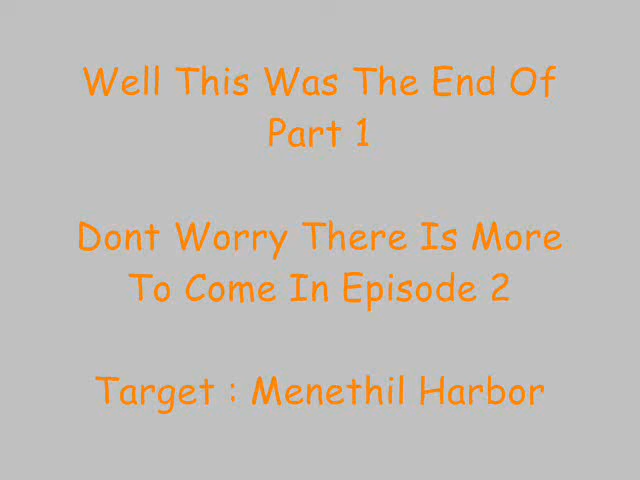 Well This Was The End Of
Part 1
Dont Worry There Is More
To Come In Episode 2
Target : Menethil Harbor